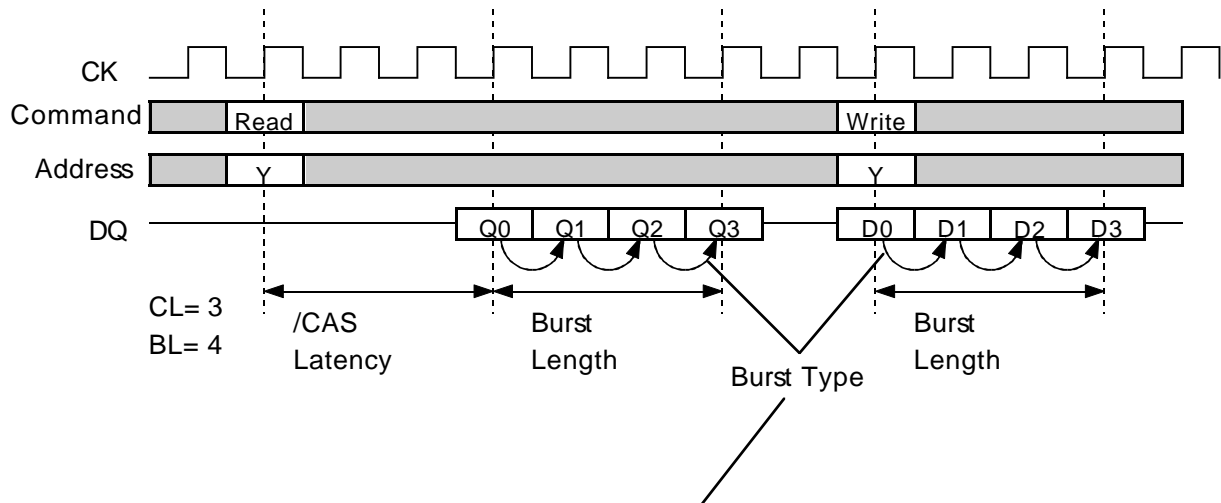 CK
Command Read Write
Address Y Y
DQ Q0 Q1 Q2 Q3 D0 D1 D2 D3
CL= 3
BL= 4
/CAS
Latency
Burst
Length
Burst
Length
Burst Type